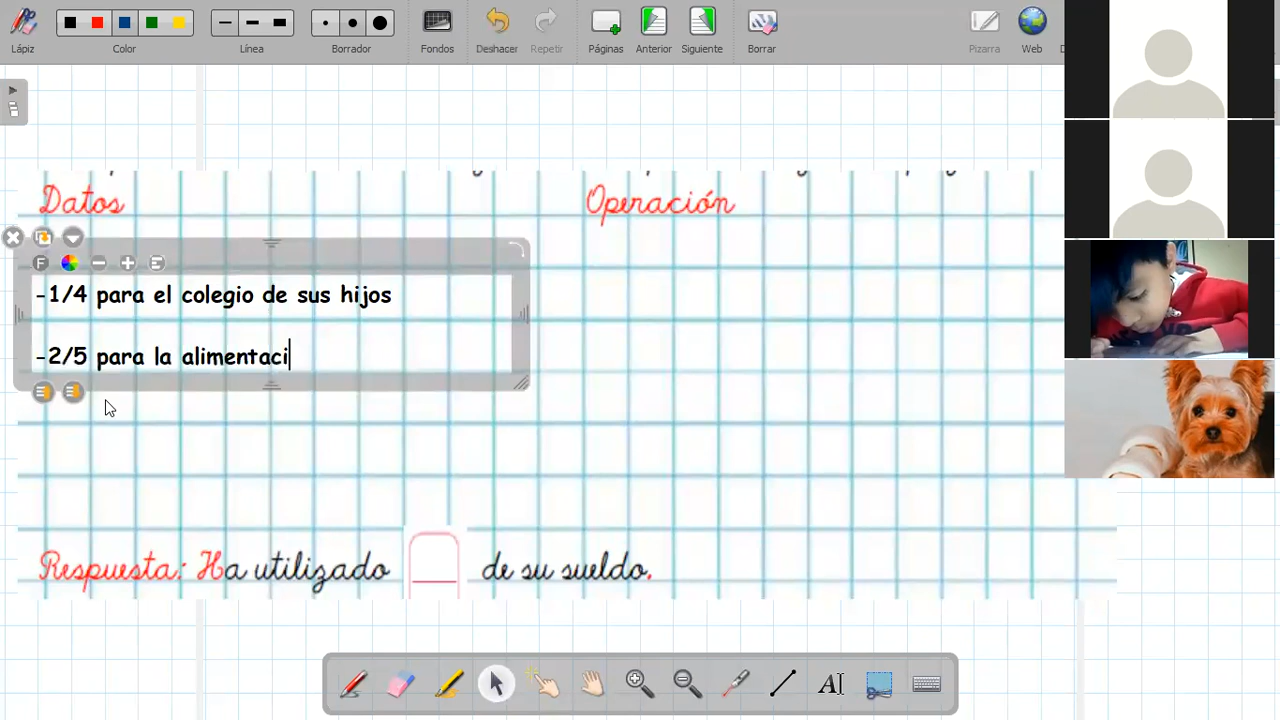 Lápiz Color Línea Borrador Fondos Deshacer Repetir Páginas Anterior Siguiente Borrar Pizarra Web
Datos Operación
F
-1/4 para el colegio de sus hijos
-2/5 para la alimentaci
Respuesta: Ha utilizado de su sueldo.
AI